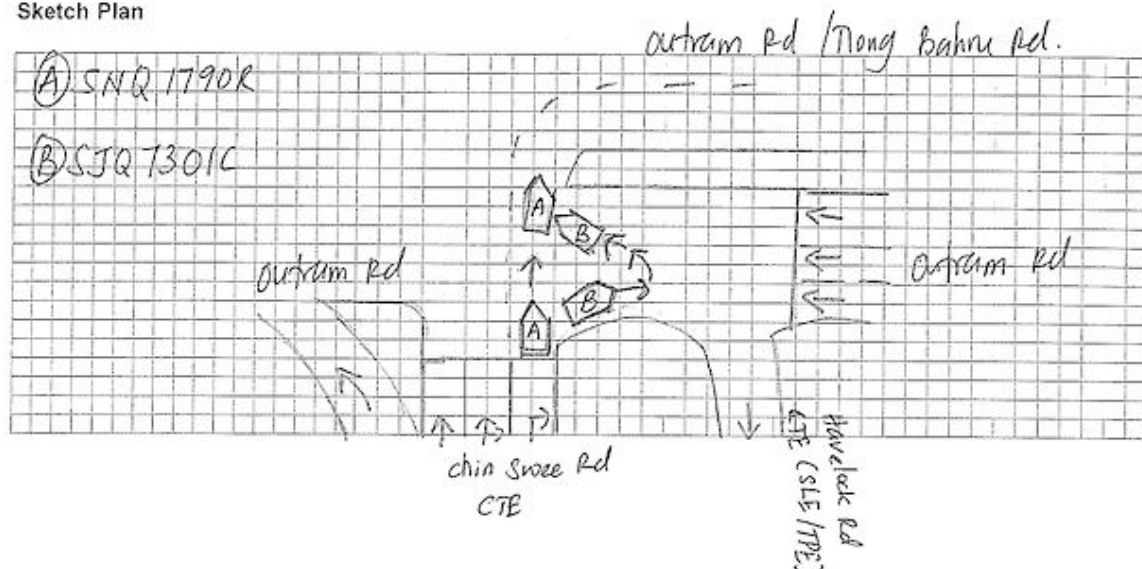 Sketch Plan
outram Rd / Tiong Bahru Rd.
(A) SNQ 1790R
(B) SJQ 7301C
A
B
outram Rd
outram Rd
B
A
chin swee Rd
CTE
Havelock Rd
CTE (SLE/TPE)